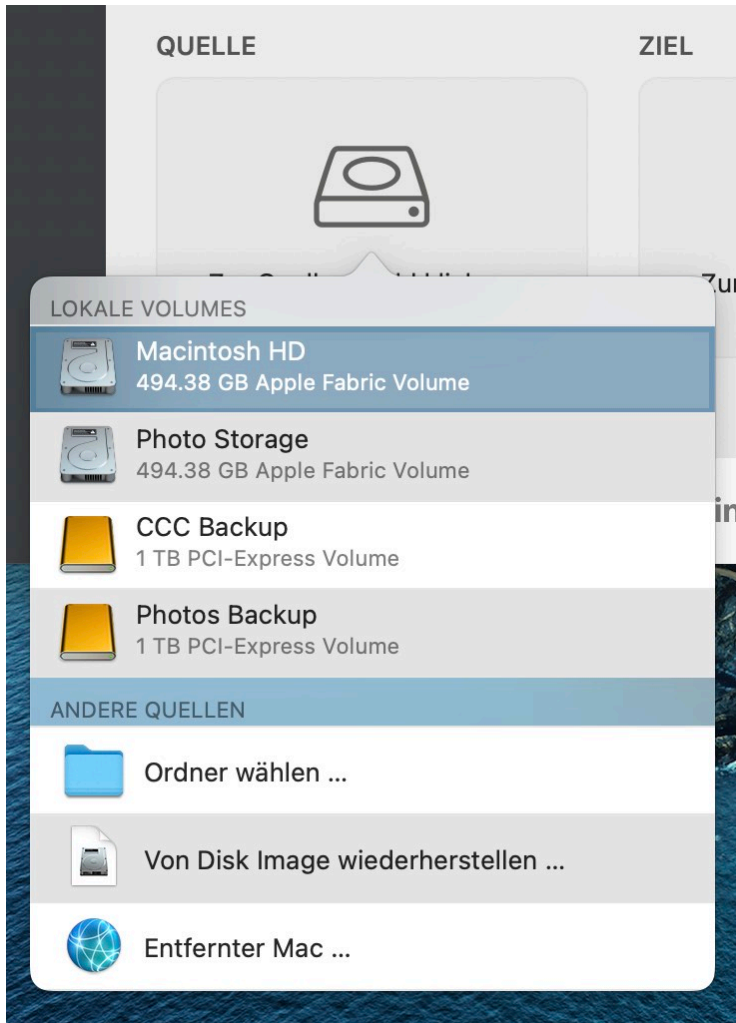 QUELLE
ZIEL
LOKALE VOLUMES
Macintosh HD
494.38 GB Apple Fabric Volume
Photo Storage
494.38 GB Apple Fabric Volume
CCC Backup
1 TB PCI-Express Volume
Photos Backup
1 TB PCI-Express Volume
ANDERE QUELLEN
Ordner wählen ...
Von Disk Image wiederherstellen ...
Entfernter Mac ...